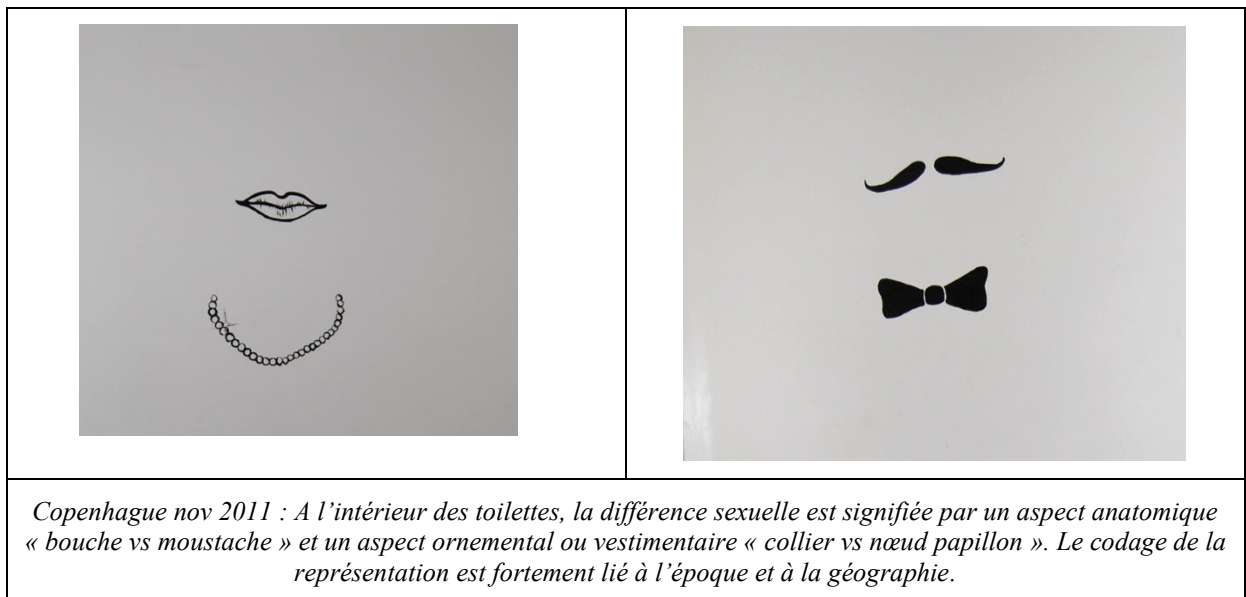 Copenhague nov 2011 : A l’intérieur des toilettes, la différence sexuelle est signifiée par un aspect anatomique
« bouche vs moustache » et un aspect ornemental ou vestimentaire « collier vs nœud papillon ». Le codage de la
représentation est fortement lié à l’époque et à la géographie.